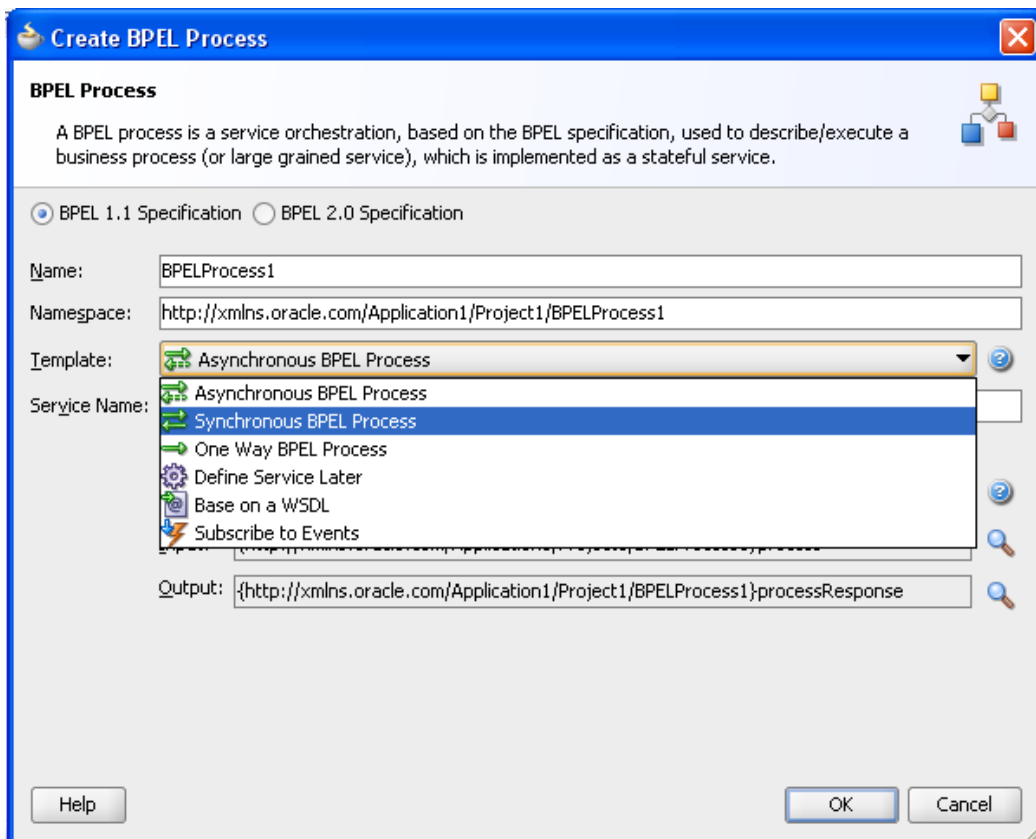 Create BPEL Process
BPEL Process
A BPEL process is a service orchestration, based on the BPEL specification, used to describe/execute a
business process (or large grained service), which is implemented as a stateful service.
BPEL 1.1 Specification BPEL 2.0 Specification
Name: BPELProcess1
Namespace: http://xmlns.oracle.com/Application1/Project1/BPELProcess1
Template: Asynchronous BPEL Process
Asynchronous BPEL Process
Service Name:
Synchronous BPEL Process
One Way BPEL Process
Define Service Later
Base on a WSDL
Subscribe to Events
Output: {http://xmlns.oracle.com/Application1/Project1/BPELProcess1}processResponse
Help OK Cancel